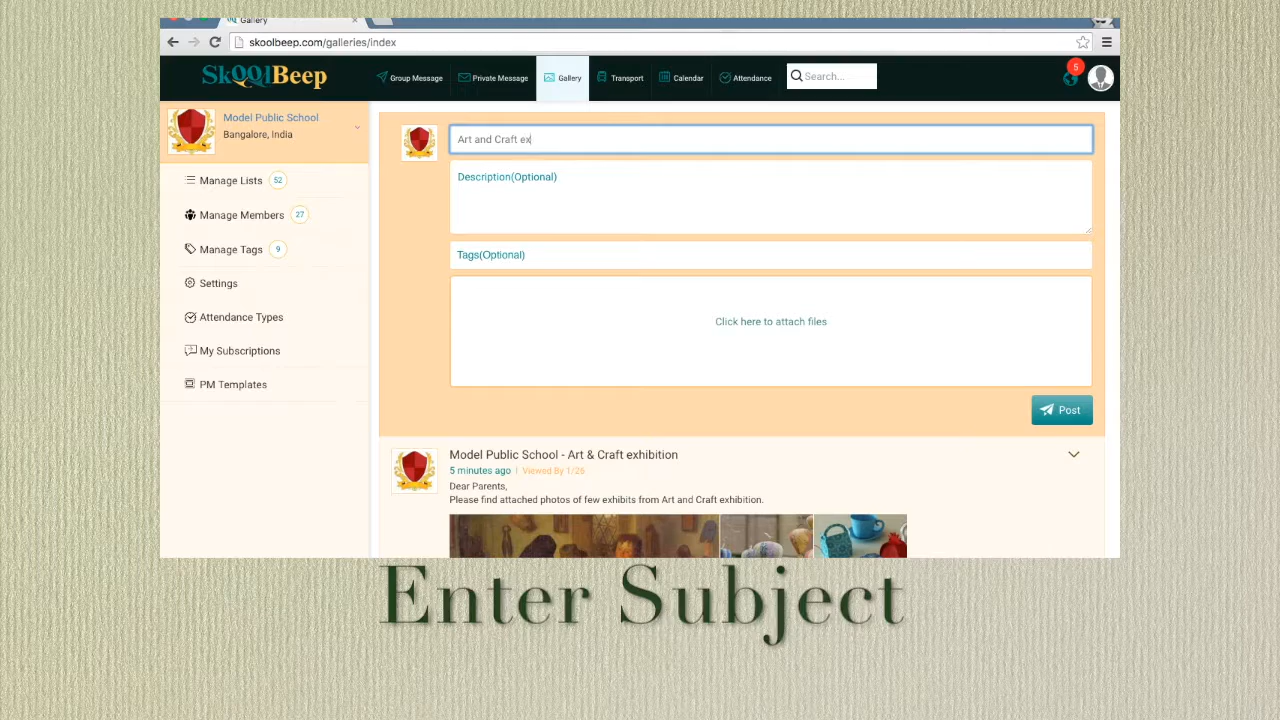 Gallery
skoolbeep.com/galleries/index
SkoolBeep
Group Message
Private Message
Gallery
Transport
Calendar
Attendance
Search...
5
Model Public School
Bangalore, India
Manage Lists 52
Manage Members 27
Manage Tags 9
Settings
Attendance Types
My Subscriptions
PM Templates
Art and Craft ex
Description(Optional)
Tags(Optional)
Click here to attach files
Post
Model Public School - Art & Craft exhibition
5 minutes ago | Viewed By 1/26
Dear Parents,
Please find attached photos of few exhibits from Art and Craft exhibition.
Enter Subject